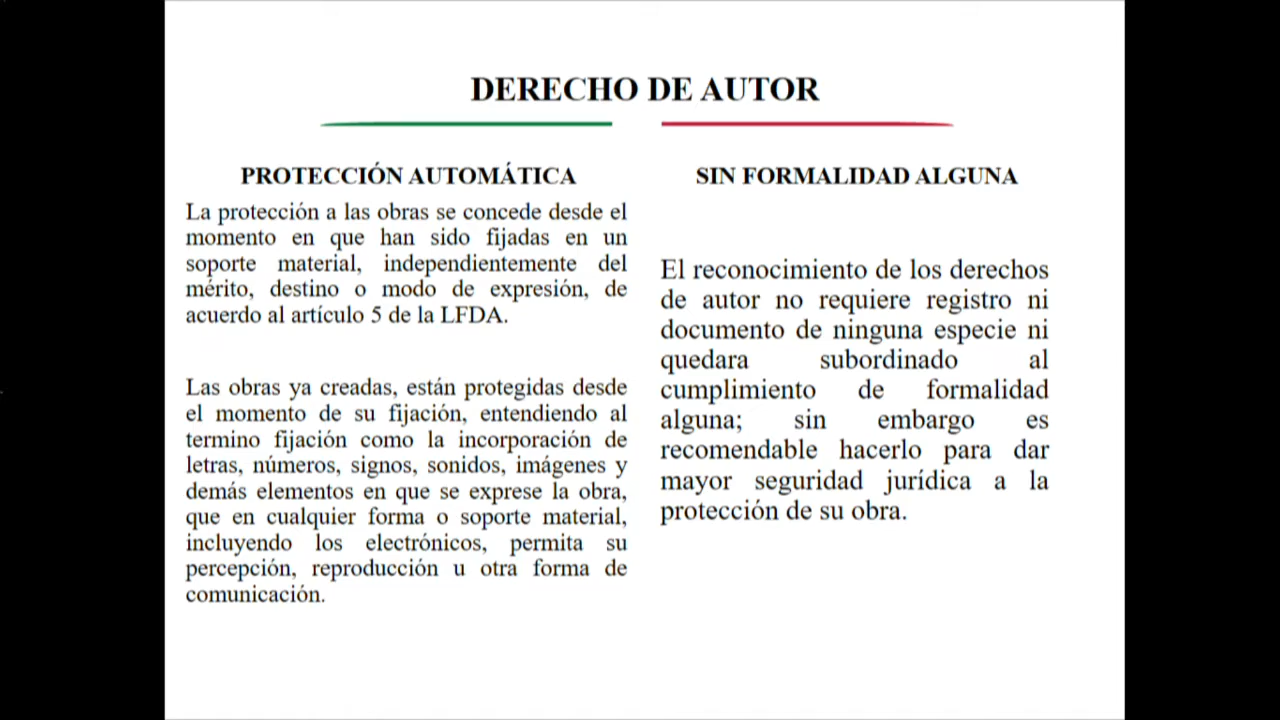 DERECHO DE AUTOR
PROTECCIÓN AUTOMÁTICA
La protección a las obras se concede desde el
momento en que han sido fijadas en un
soporte material, independientemente del
mérito, destino o modo de expresión, de
acuerdo al artículo 5 de la LFDA.
Las obras ya creadas, están protegidas desde
el momento de su fijación, entendiendo al
termino fijación como la incorporación de
letras, números, signos, sonidos, imágenes y
demás elementos en que se exprese la obra,
que en cualquier forma o soporte material,
incluyendo los electrónicos, permita su
percepción, reproducción u otra forma de
comunicación.
SIN FORMALIDAD ALGUNA
El reconocimiento de los derechos
de autor no requiere registro ni
documento de ninguna especie ni
quedara subordinado al
cumplimiento de formalidad
alguna; sin embargo es
recomendable hacerlo para dar
mayor seguridad jurídica a la
protección de su obra.